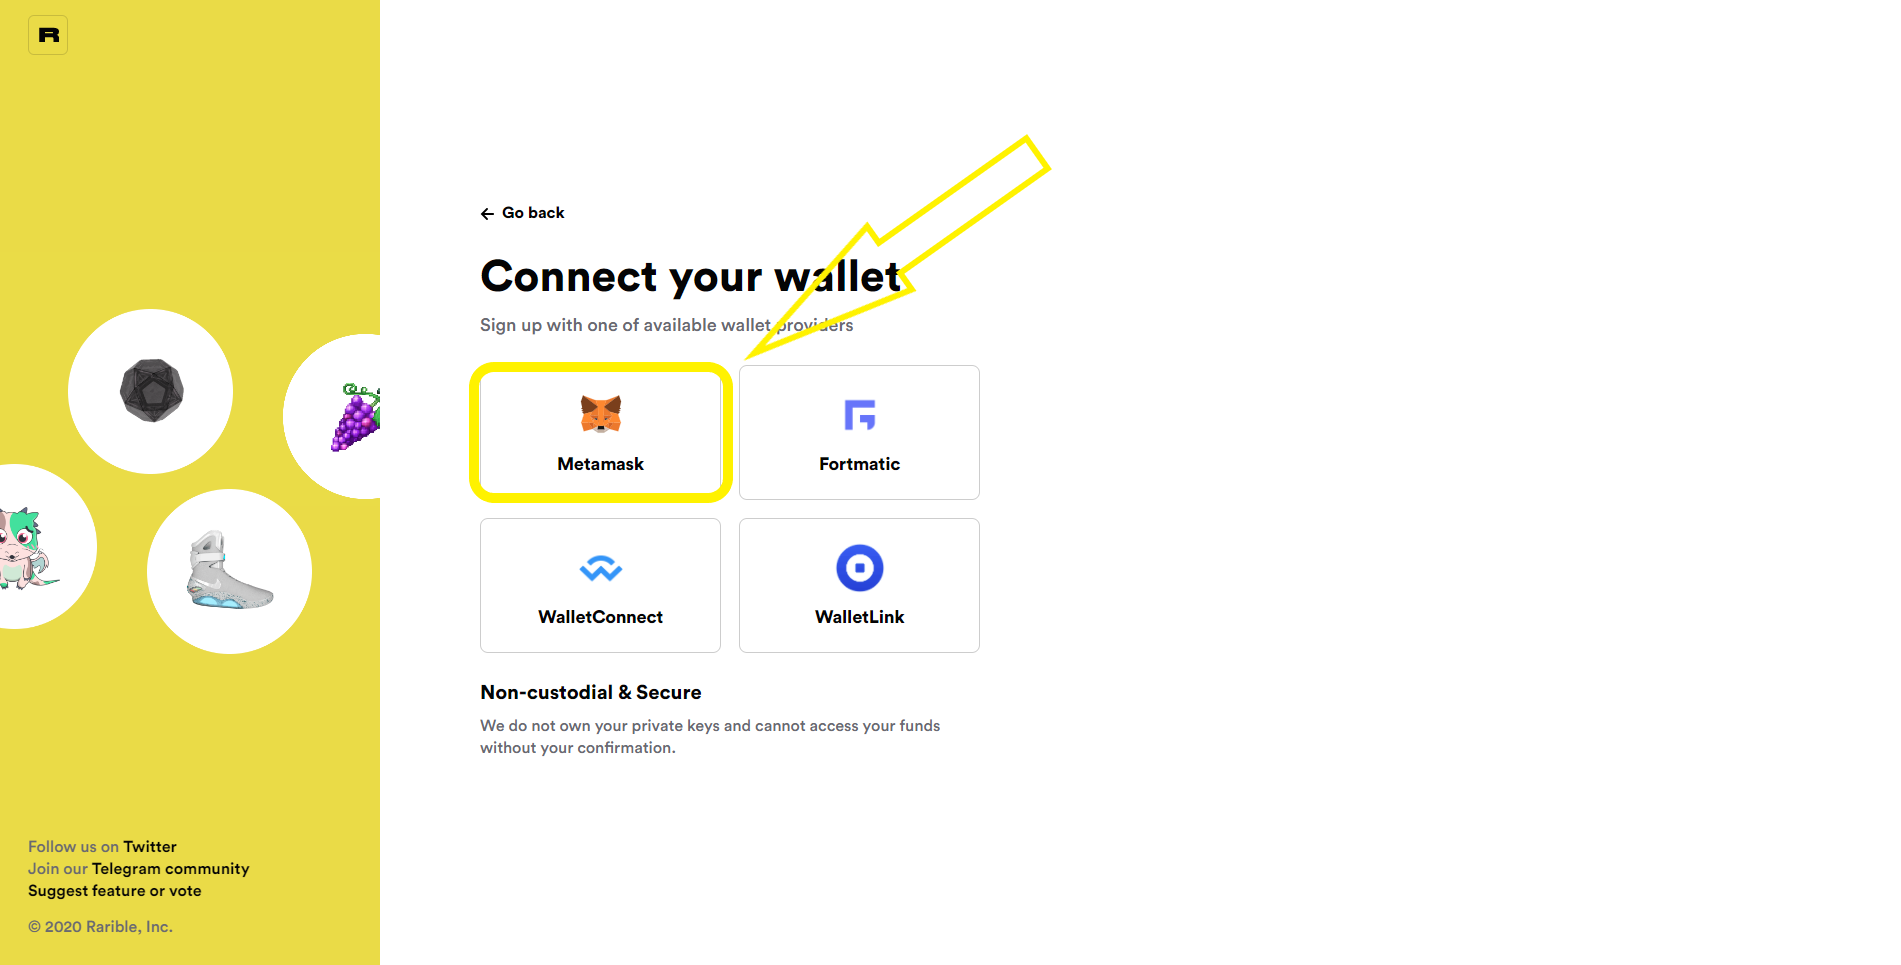 R
Go back
Connect your wallet
Sign up with one of available wallet providers
Metamask
Fortmatic
WalletConnect
WalletLink
Non-custodial & Secure
We do not own your private keys and cannot access your funds
without your confirmation.
Follow us on Twitter
Join our Telegram community
Suggest feature or vote
© 2020 Rarible, Inc.